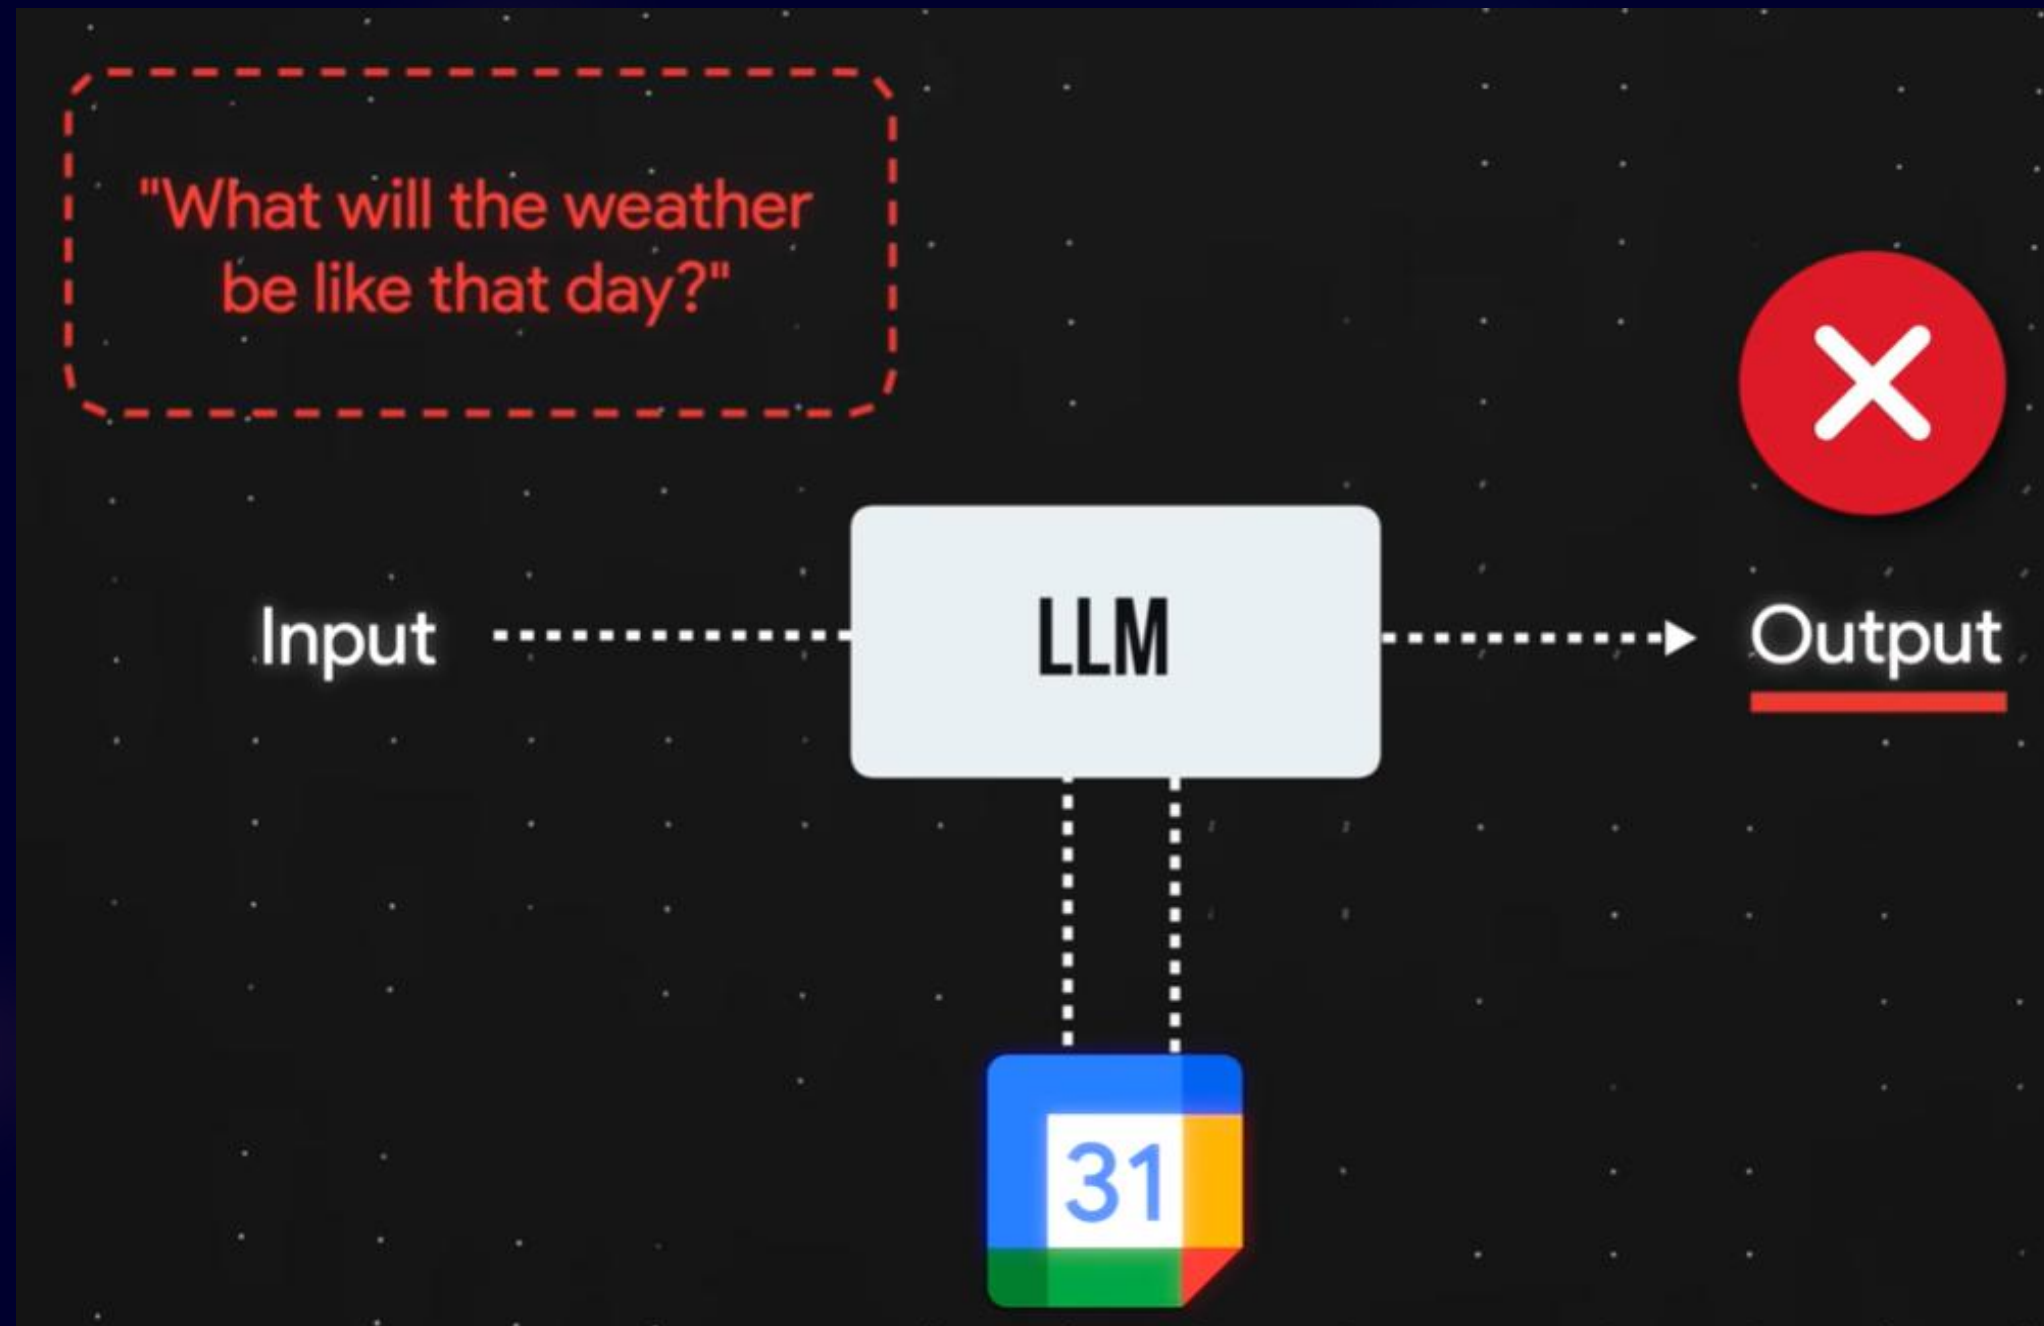 "What will the weather
be like that day?"
Input
LLM
Output
31